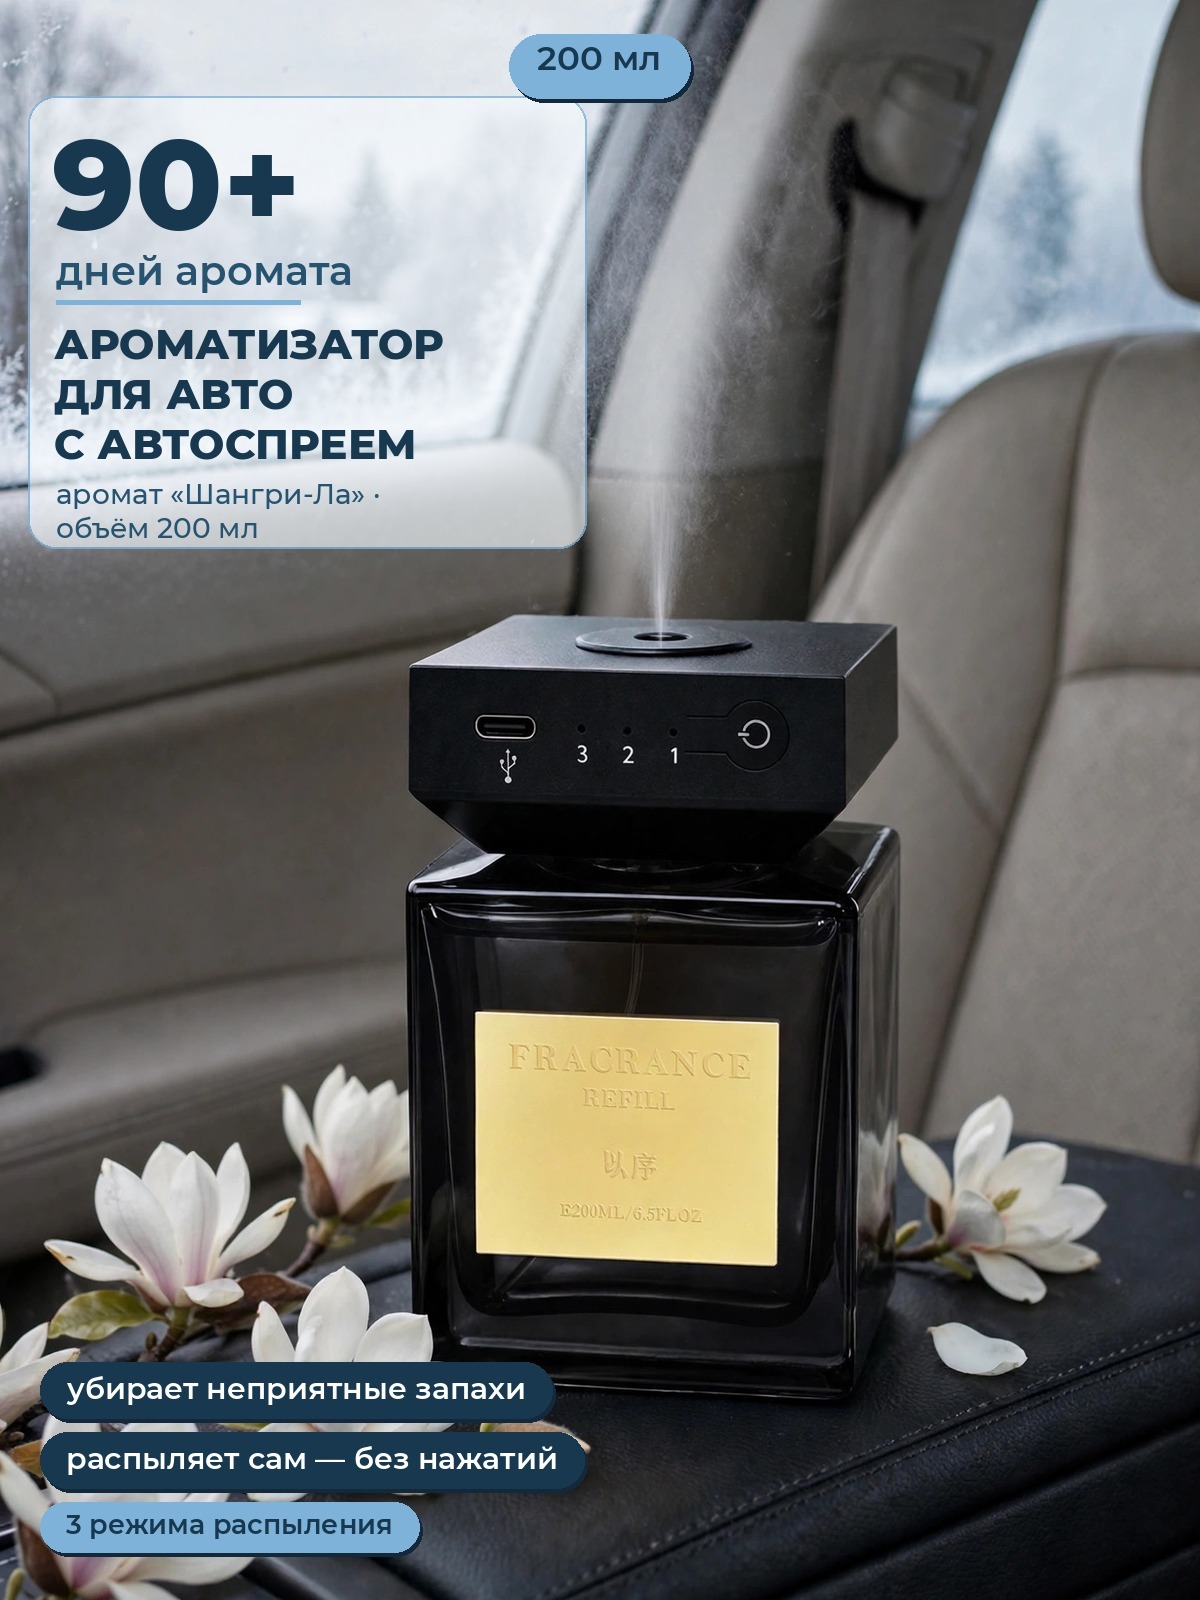 200 мл
90+
дней аромата
АРОМАТИЗАТОР
ДЛЯ АВТО
С АВТОСПРЕЕМ
аромат «Шангри-Ла» ·
объём 200 мл
3 2 1
FRAGRANCE
REFILL
以序
E200ML/6.5FLOZ
убирает неприятные запахи
распыляет сам — без нажатий
3 режима распыления